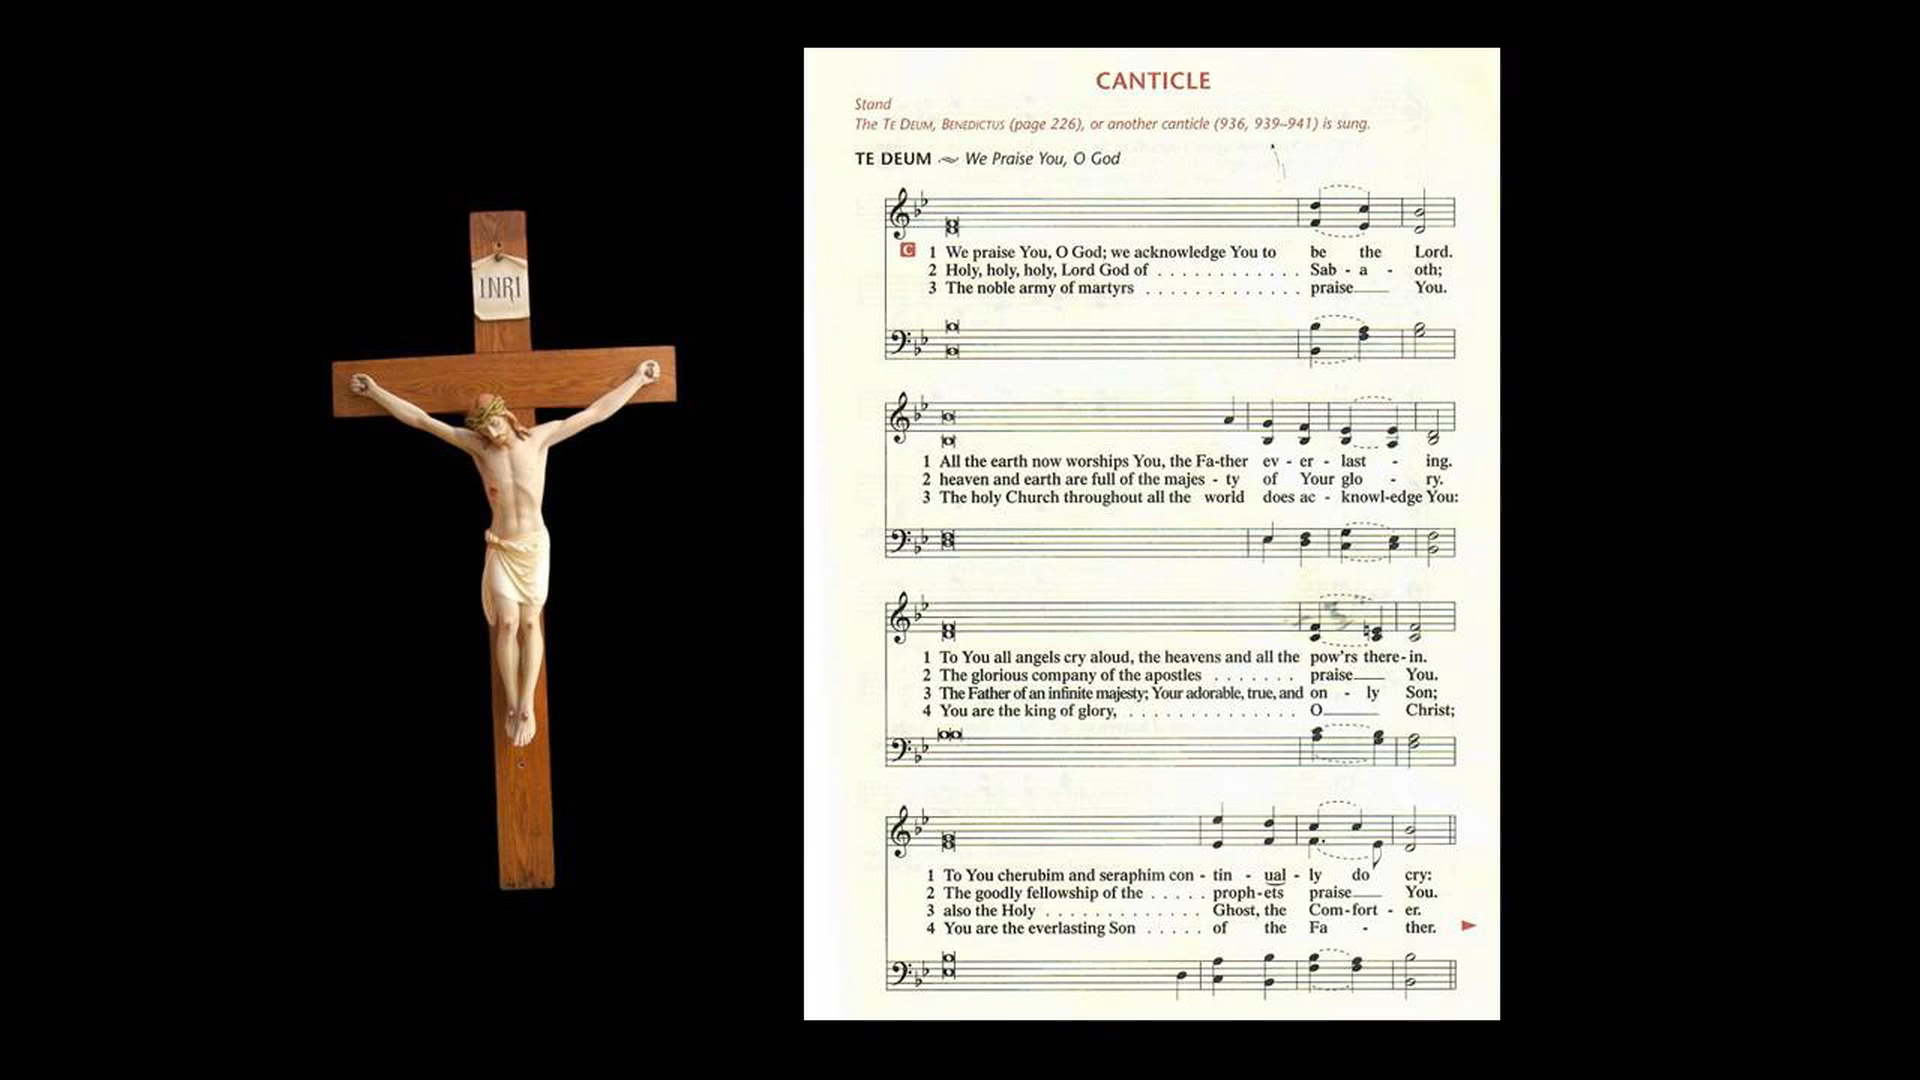 INRI
CANTICLE
Stand
The TE DEUM, BENEDICTUS (page 226), or another canticle (936, 939–941) is sung.
TE DEUM We Praise You, O God
C 1 We praise You, O God; we acknowledge You to be the Lord.
2 Holy, holy, holy, Lord God of . . . . . . . . . . . . Sab - a - oth;
3 The noble army of martyrs . . . . . . . . . . . . . praise___ You.
1 All the earth now worships You, the Fa-ther ev - er - last - ing.
2 heaven and earth are full of the majes - ty of Your glo - ry.
3 The holy Church throughout all the world does ac - knowl-edge You:
1 To You all angels cry aloud, the heavens and all the pow'rs there-in.
2 The glorious company of the apostles . . . . . . . praise___ You.
3 The Father of an infinite majesty; Your adorable, true, and on - ly Son;
4 You are the king of glory, . . . . . . . . . . . . . . O___ Christ;
1 To You cherubim and seraphim con - tin - ual - ly do cry:
2 The goodly fellowship of the . . . . . proph-ets praise___ You.
3 also the Holy . . . . . . . . . . . . . Ghost, the Com-fort - er.
4 You are the everlasting Son . . . . . of the Fa - ther.